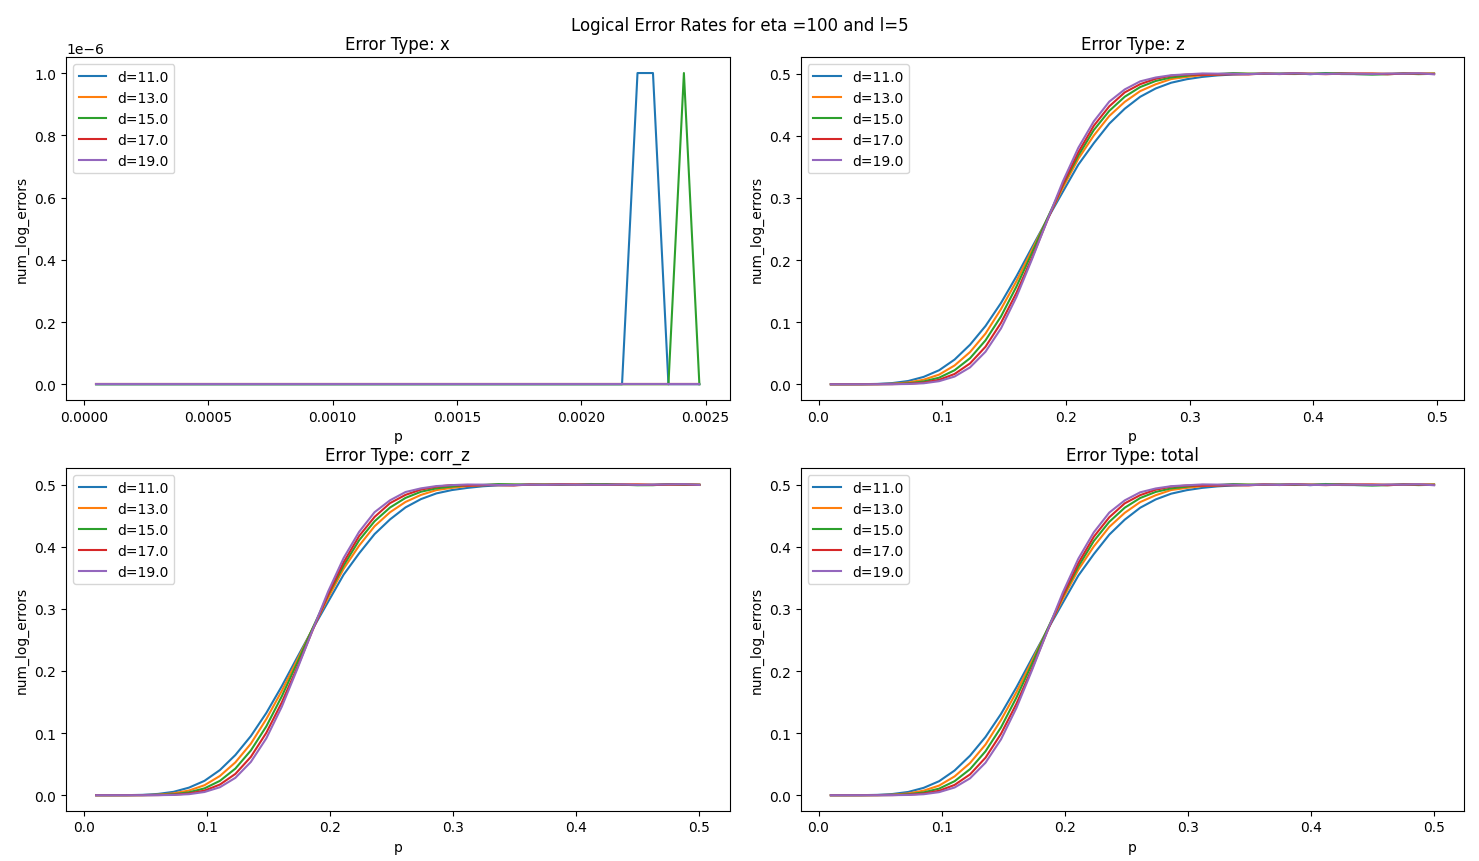 Logical Error Rates for eta =100 and l=5
Error Type: x
1e−6
1.0
0.8
0.6
0.4
0.2
0.0
num_log_errors
d=11.0
d=13.0
d=15.0
d=17.0
d=19.0
0.0000 0.0005 0.0010 0.0015 0.0020 0.0025
p
Error Type: z
0.5
0.4
0.3
0.2
0.1
0.0
num_log_errors
d=11.0
d=13.0
d=15.0
d=17.0
d=19.0
0.0 0.1 0.2 0.3 0.4 0.5
p
Error Type: corr_z
0.5
0.4
0.3
0.2
0.1
0.0
num_log_errors
d=11.0
d=13.0
d=15.0
d=17.0
d=19.0
0.0 0.1 0.2 0.3 0.4 0.5
p
Error Type: total
0.5
0.4
0.3
0.2
0.1
0.0
num_log_errors
d=11.0
d=13.0
d=15.0
d=17.0
d=19.0
0.0 0.1 0.2 0.3 0.4 0.5
p